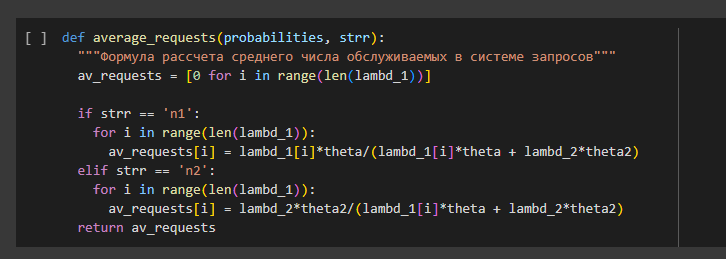 [ ] def average_requests(probabilities, strr):
"""Формула рассчета среднего числа обслуживаемых в системе запросов"""
av_requests = [0 for i in range(len(lambd_1))]
if strr == 'n1':
for i in range(len(lambd_1)):
av_requests[i] = lambd_1[i]*theta/(lambd_1[i]*theta + lambd_2*theta2)
elif strr == 'n2':
for i in range(len(lambd_1)):
av_requests[i] = lambd_2*theta2/(lambd_1[i]*theta + lambd_2*theta2)
return av_requests